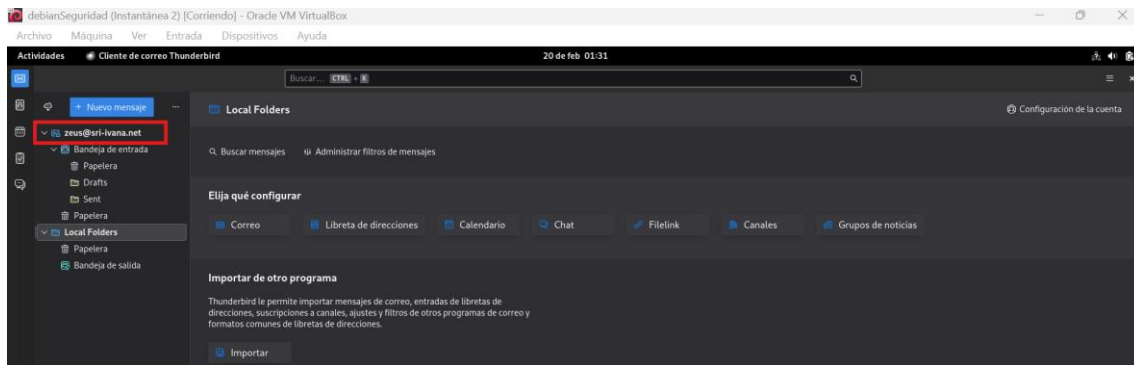 debianSeguridad (Instantánea 2) [Corriendo] - Oracle VM VirtualBox
Archivo Máquina Ver Entrada Dispositivos Ayuda
Actividades Cliente de correo Thunderbird 20 de feb 01:31
Buscar... CTRL + K
+ Nuevo mensaje ... Local Folders Configuración de la cuenta
zeus@sri-ivana.net
Bandeja de entrada Buscar mensajes Administrar filtros de mensajes
Papelera
Drafts
Sent Elija qué configurar
Papelera
Local Folders Correo Libreta de direcciones Calendario Chat Filelink Canales Grupos de noticias
Papelera
Bandeja de salida
Importar de otro programa
Thunderbird le permite importar mensajes de correo, entradas de libretas de
direcciones, suscripciones a canales, ajustes y filtros de otros programas de correo y
formatos comunes de libretas de direcciones.
Importar